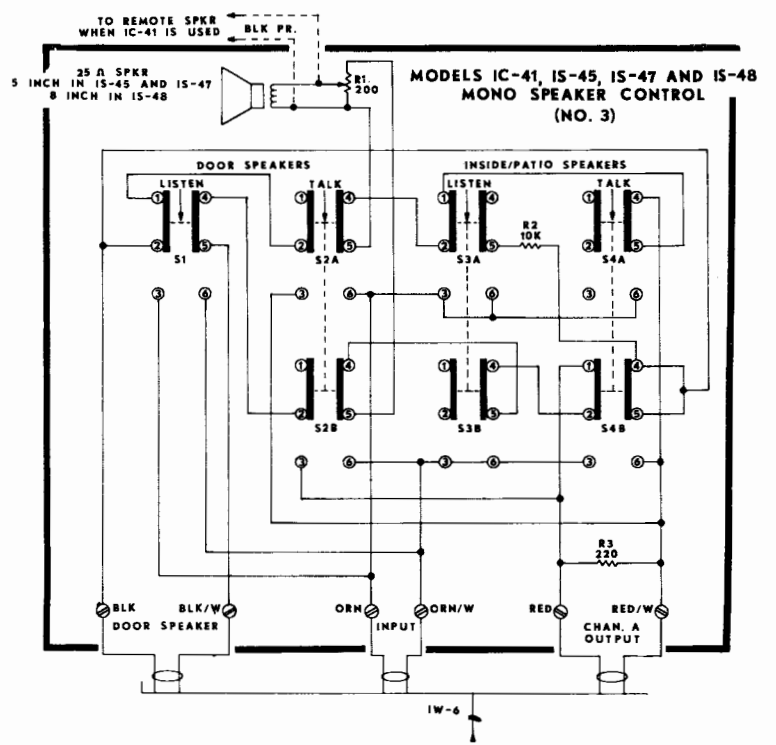 TO REMOTE SPKR
WHEN IC-41 IS USED
BLK PR.
25 Ω SPKR
5 INCH IN IS-45 AND IS-47
8 INCH IN IS-48
R1
200
MODELS IC-41, IS-45, IS-47 AND IS-48
MONO SPEAKER CONTROL
(NO. 3)
DOOR SPEAKERS
INSIDE/PATIO SPEAKERS
LISTEN
TALK
LISTEN
TALK
1 4 1 4 1 4 1 4
R2
10K
2 5 2 5 2 5 2 5
S1
S2A
S3A
S4A
3 6 3 6 3 6 3 6
1 4 1 4 1 4
2 5 2 5 2 5
S2B
S3B
S4B
3 6 3 6 3 6
R3
220
BLK
BLK/W
ORN
ORN/W
RED
RED/W
DOOR SPEAKER
INPUT
CHAN. A
OUTPUT
IW-6